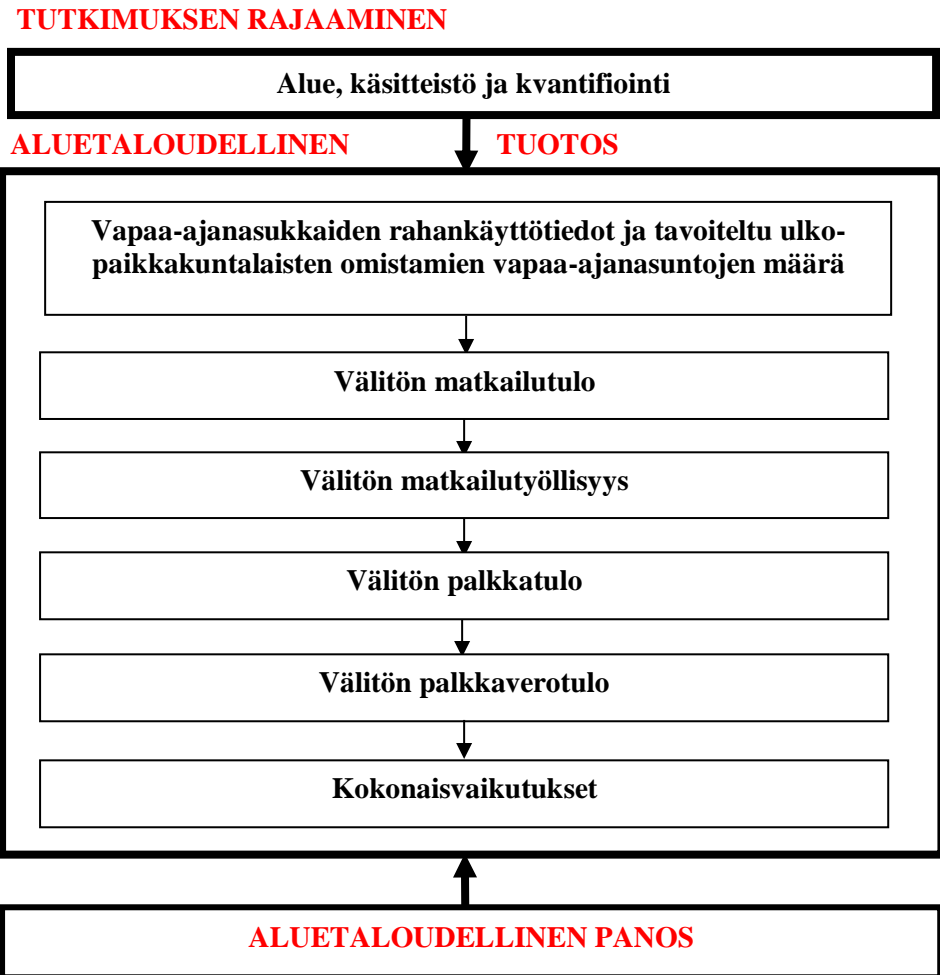 TUTKIMUKSEN RAJAAMINEN
Alue, käsitteistö ja kvantifiointi
ALUETALOUDELLINEN TUOTOS
Vapaa-ajanasukkaiden rahankäyttötiedot ja tavoiteltu ulko-
paikkakuntalaisten omistamien vapaa-ajanasuntojen määrä
Välitön matkailutulo
Välitön matkailutyöllisyys
Välitön palkkatulo
Välitön palkkaverotulo
Kokonaisvaikutukset
ALUETALOUDELLINEN PANOS